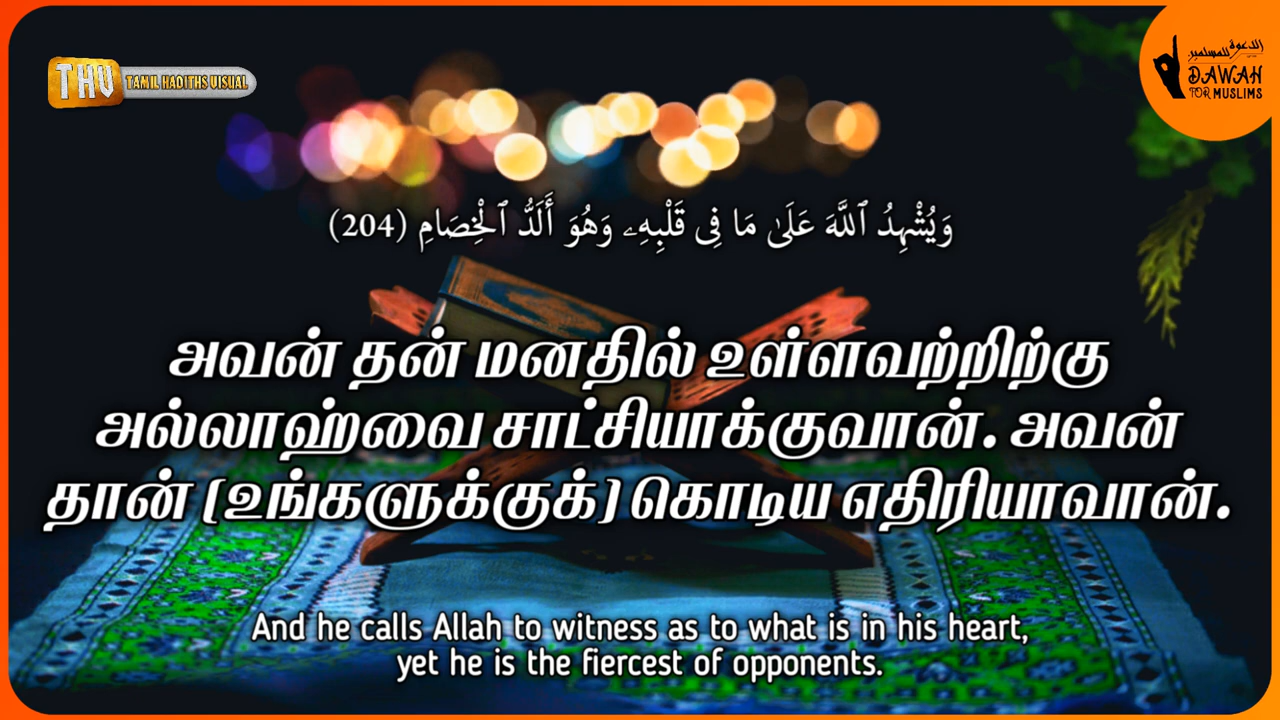 THV TAMIL HADITHS VISUAL
الدعوة للمسلمين
DAWAH
FOR MUSLIMS
وَيُشْهِدُ ٱللَّهَ عَلَىٰ مَا فِى قَلْبِهِۦ وَهُوَ أَلَدُّ ٱلْخِصَامِ (204)
அவன் தன் மனதில் உள்ளவற்றிற்கு
அல்லாஹ்வை சாட்சியாக்குவான். அவன்
தான் (உங்களுக்குக்) கொடிய எதிரியாவான்.
And he calls Allah to witness as to what is in his heart,
yet he is the fiercest of opponents.